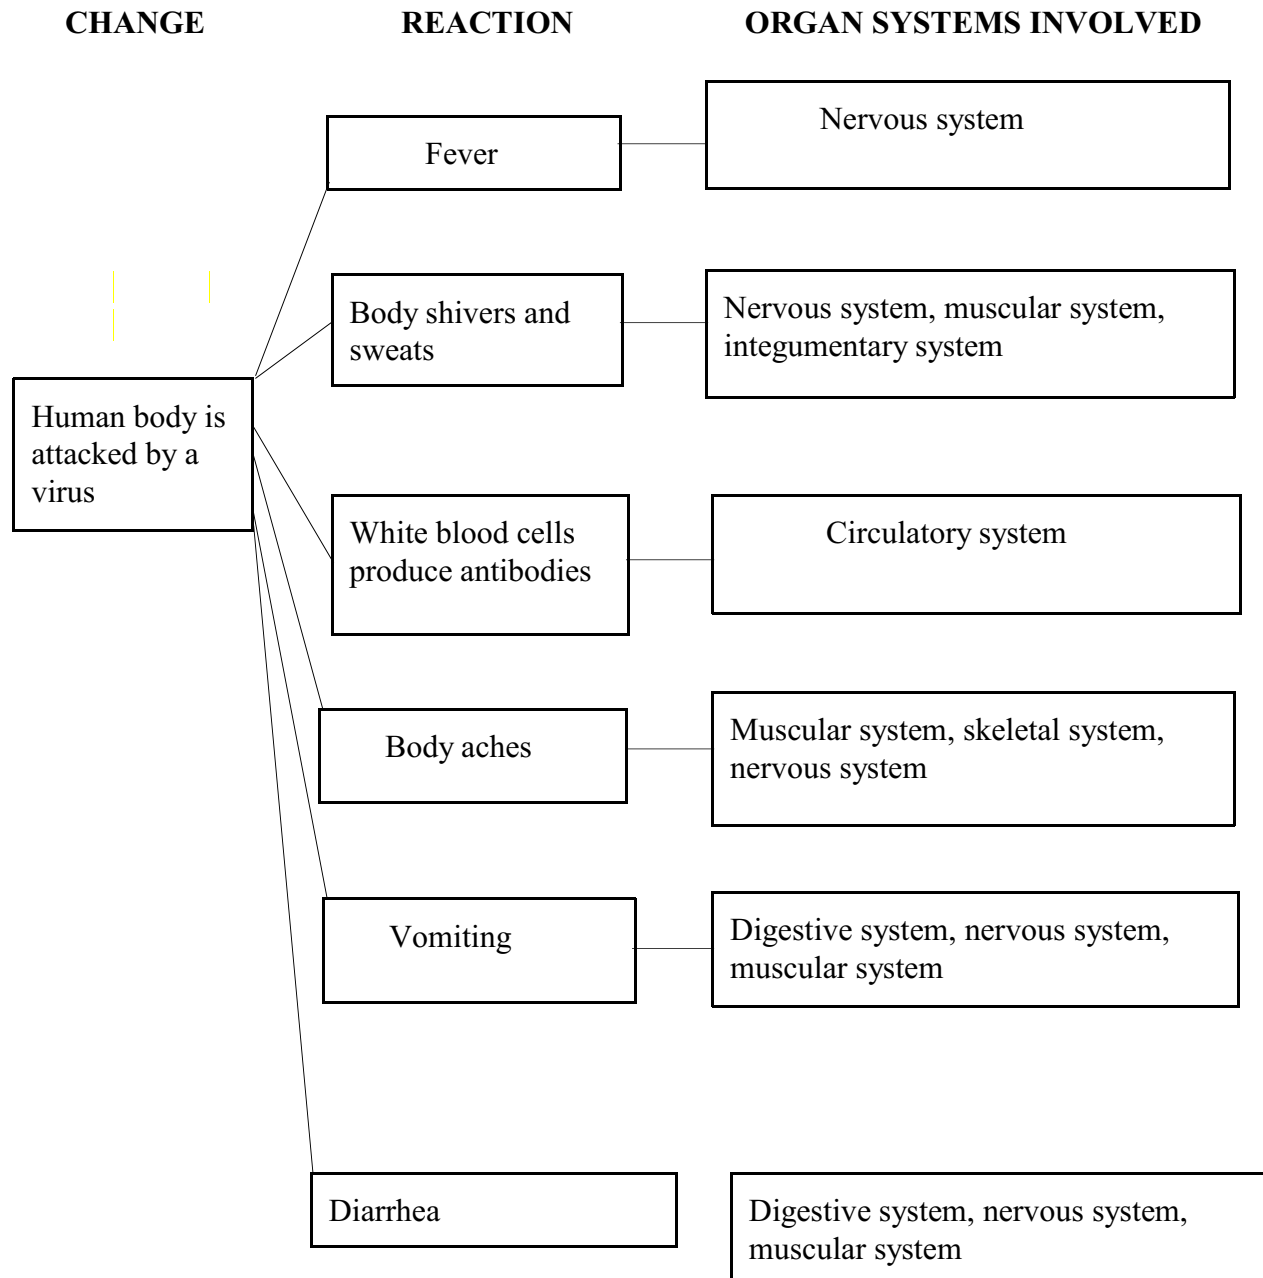 CHANGE REACTION ORGAN SYSTEMS INVOLVED
Fever
Nervous system
Body shivers and
sweats
Nervous system, muscular system,
integumentary system
Human body is
attacked by a
virus
White blood cells
produce antibodies
Circulatory system
Body aches
Muscular system, skeletal system,
nervous system
Vomiting
Digestive system, nervous system,
muscular system
Diarrhea
Digestive system, nervous system,
muscular system